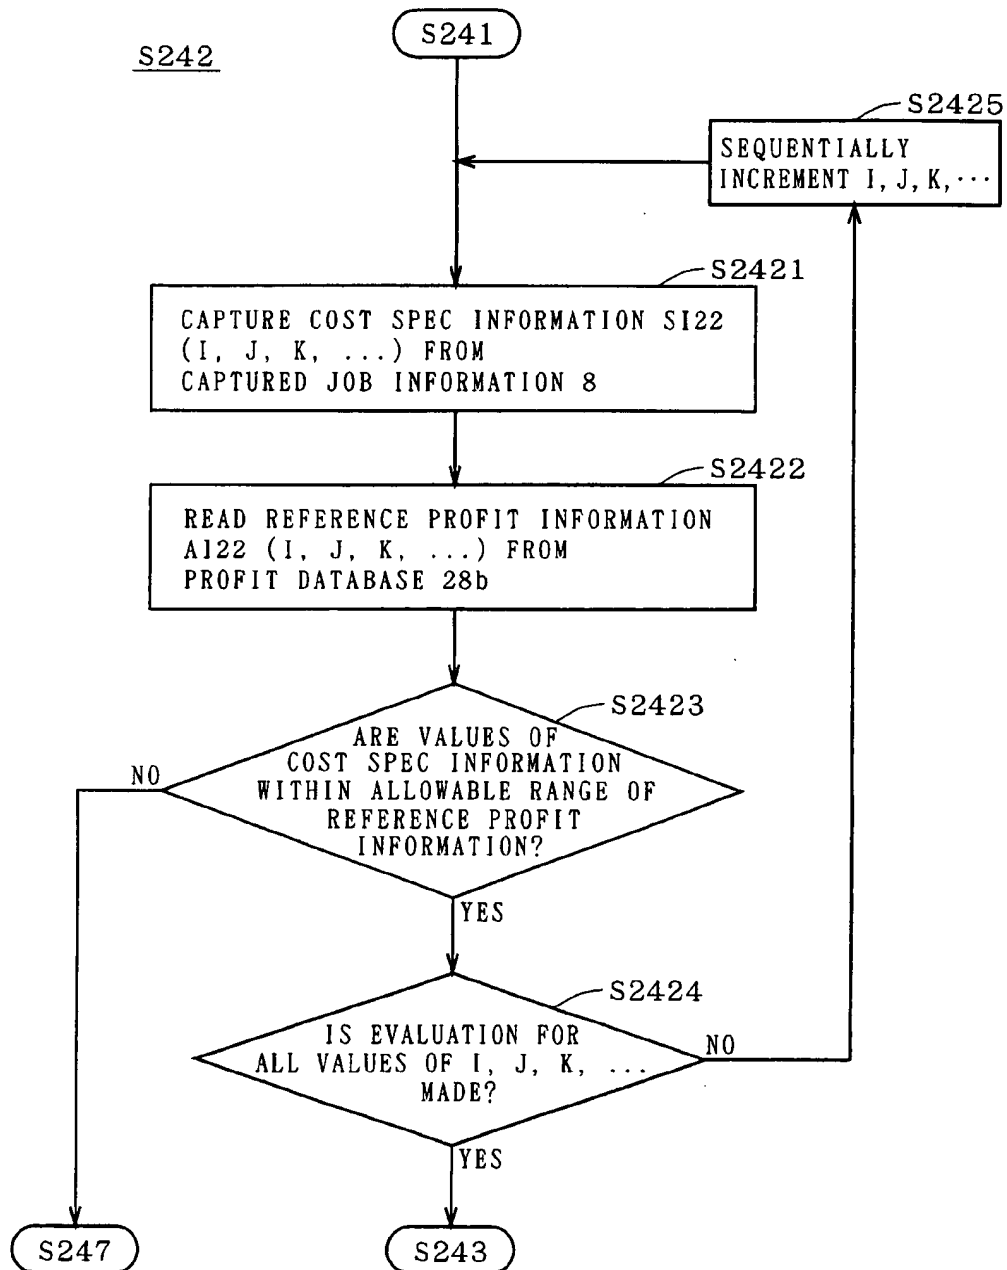 S241
S242
S2425
SEQUENTIALLY
INCREMENT I, J, K, ···
S2421
CAPTURE COST SPEC INFORMATION SI22
(I, J, K, ...) FROM
CAPTURED JOB INFORMATION 8
S2422
READ REFERENCE PROFIT INFORMATION
AI22 (I, J, K, ...) FROM
PROFIT DATABASE 28b
S2423
ARE VALUES OF
COST SPEC INFORMATION
WITHIN ALLOWABLE RANGE OF
REFERENCE PROFIT
INFORMATION?
NO
YES
S2424
IS EVALUATION FOR
ALL VALUES OF I, J, K, ...
MADE?
NO
YES
S247
S243